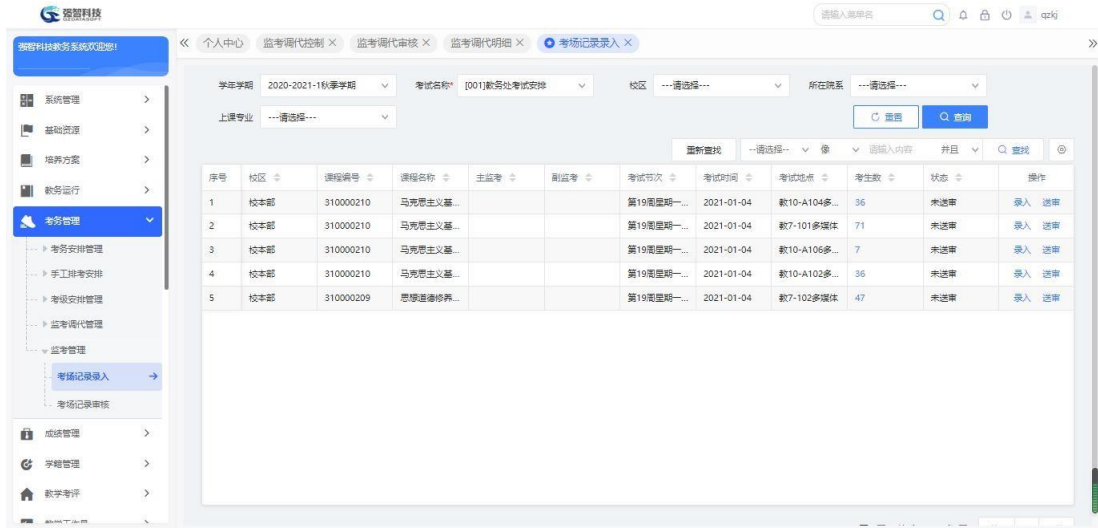 强智科技
QZDATASOFT
请输入菜单名
qzkj
强智科技教务系统欢迎您!
个人中心 监考调代控制 × 监考调代审核 × 监考调代明细 × 考场记录录入 ×
系统管理
基础资源
培养方案
教务运行
考务管理
考务安排管理
手工排考安排
考级安排管理
监考调代管理
监考管理
考场记录录入
考场记录审核
成绩管理
学籍管理
教学考评
学年学期 2020-2021-1秋季学期 考试名称* [001]教务处考试安排 校区 ---请选择--- 所在院系 ---请选择---
上课专业 ---请选择--- 重置 查询
重新查找 --请选择-- 像 请输入内容 并且 查找
序号 校区 课程编号 课程名称 主监考 副监考 考试节次 考试时间 考试地点 考生数 状态 操作
1 校本部 310000210 马克思主义基... 第19周星期一... 2021-01-04 教10-A104多... 36 未送审 录入 送审
2 校本部 310000210 马克思主义基... 第19周星期一... 2021-01-04 教7-101多媒体 71 未送审 录入 送审
3 校本部 310000210 马克思主义基... 第19周星期一... 2021-01-04 教10-A106多... 7 未送审 录入 送审
4 校本部 310000210 马克思主义基... 第19周星期一... 2021-01-04 教10-A102多... 36 未送审 录入 送审
5 校本部 310000209 思想道德修养... 第19周星期一... 2021-01-04 教7-102多媒体 47 未送审 录入 送审